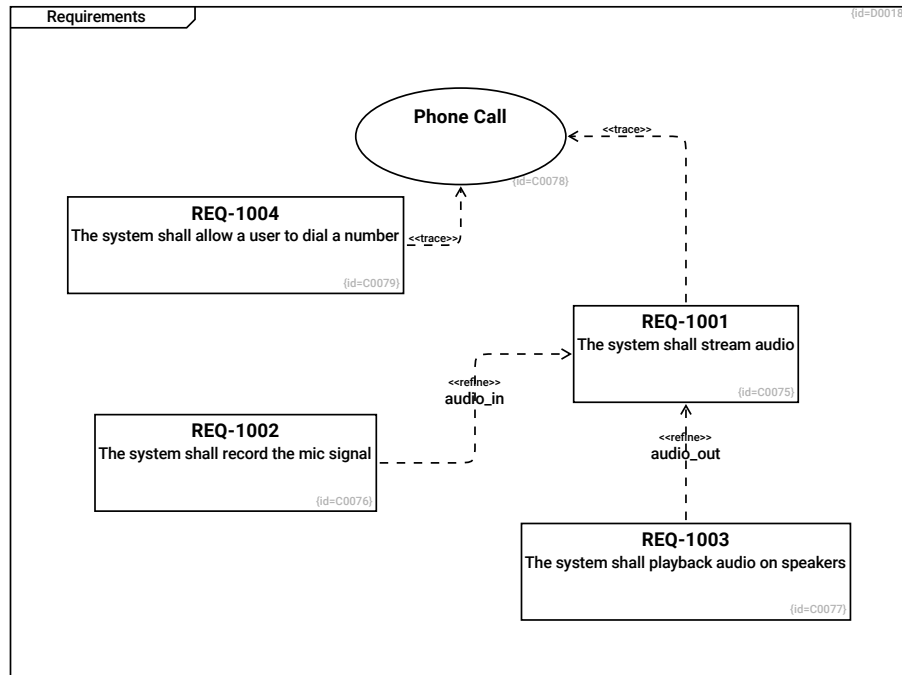 Requirements
{id=D0018
Phone Call
<<trace>>
{id=C0078}
REQ-1004
The system shall allow a user to dial a number
<<trace>>
{id=C0079}
REQ-1001
The system shall stream audio
<<refine>>
audio_in
{id=C0075}
REQ-1002
The system shall record the mic signal
<<refine>>
audio_out
{id=C0076}
REQ-1003
The system shall playback audio on speakers
{id=C0077}